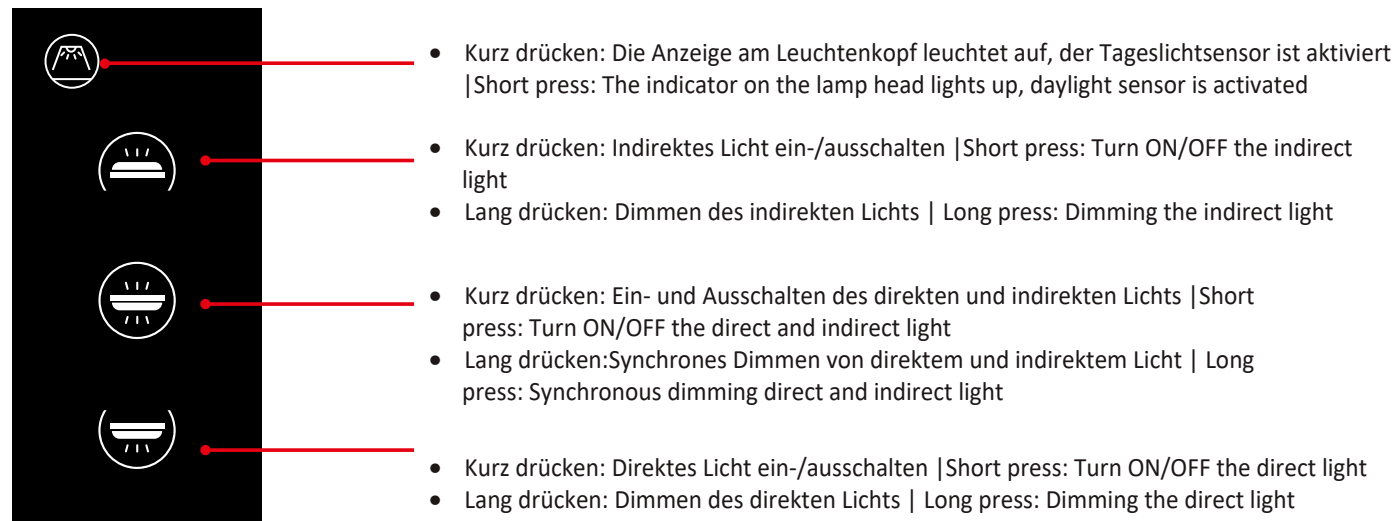 • Kurz drücken: Die Anzeige am Leuchtenkopf leuchtet auf, der Tageslichtsensor ist aktiviert
|Short press: The indicator on the lamp head lights up, daylight sensor is activated
• Kurz drücken: Indirektes Licht ein-/ausschalten |Short press: Turn ON/OFF the indirect
light
• Lang drücken: Dimmen des indirekten Lichts | Long press: Dimming the indirect light
• Kurz drücken: Ein- und Ausschalten des direkten und indirekten Lichts |Short
press: Turn ON/OFF the direct and indirect light
• Lang drücken:Synchrones Dimmen von direktem und indirektem Licht | Long
press: Synchronous dimming direct and indirect light
• Kurz drücken: Direktes Licht ein-/ausschalten |Short press: Turn ON/OFF the direct light
• Lang drücken: Dimmen des direkten Lichts | Long press: Dimming the direct light